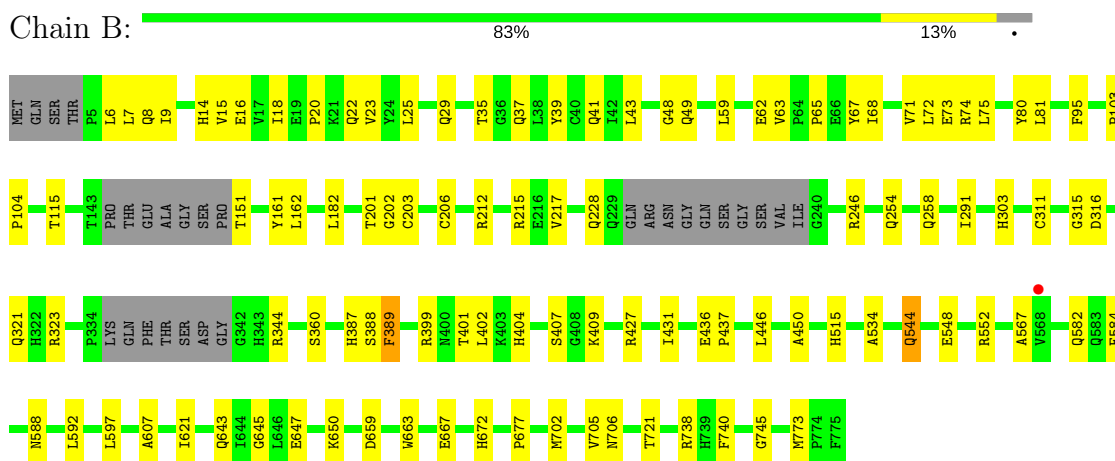 Chain B:
83% 13% •
MET GLN SER THR P5 L6 L7 Q8 I9 H14 V15 E16 V17 I18 E19 P20 K21 Q22 V23 Y24 L25 Q29 T35 G36 Q37 L38 Y39 C40 Q41 I42 L43 G48 Q49 L59 E62 V63 P64 P65 E66 Y67 I68 V71 L72 E73 R74 L75 Y80 L81 F95
P104 T115 T143 PRO THR GLU ALA GLY SER PRO T151 Y161 L162 L182 T201 G202 C203 C206 R212 R215 E216 V217 Q228 Q229 GLN ARG ASN GLY GLN SER GLY SER VAL ILE G240 R246 Q254 Q258 I291 H303 C311 G315 D316
Q321 H322 R323 P334 LYS GLN PHE THR SER ASP GLY G342 H343 R344 S360 H387 S388 F389 R399 N400 T401 L402 K403 H404 S407 G408 K409 R427 I431 E436 P437 L446 A450 H515 A534 Q544 E548 R552 A567 V568 Q582 Q583
N588 L592 L597 A607 I621 Q643 I644 G645 L646 E647 K650 D659 W663 E667 H672 P677 M702 V705 N706 T721 R738 H739 F740 G745 M773 P774 F775